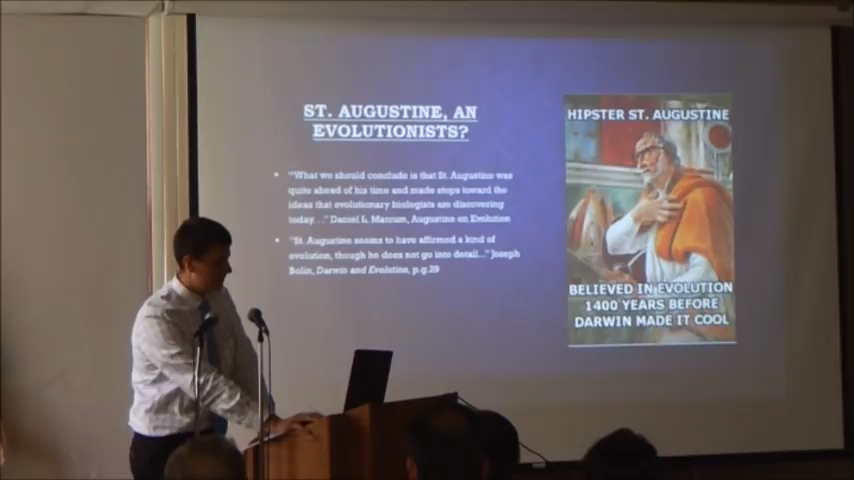 ST. AUGUSTINE, AN
EVOLUTIONISTS?
• "What we should conclude is that St. Augustine was
quite ahead of his time and made steps toward the
ideas that evolutionary biologists are discovering
today…" Daniel L. Marcum, Augustine on Evolution
• "St. Augustine seems to have affirmed a kind of
evolution, though he does not go into detail…" Joseph
Bolin, Darwin and Evolution, p.g.29
HIPSTER ST. AUGUSTINE
BELIEVED IN EVOLUTION
1400 YEARS BEFORE
DARWIN MADE IT COOL